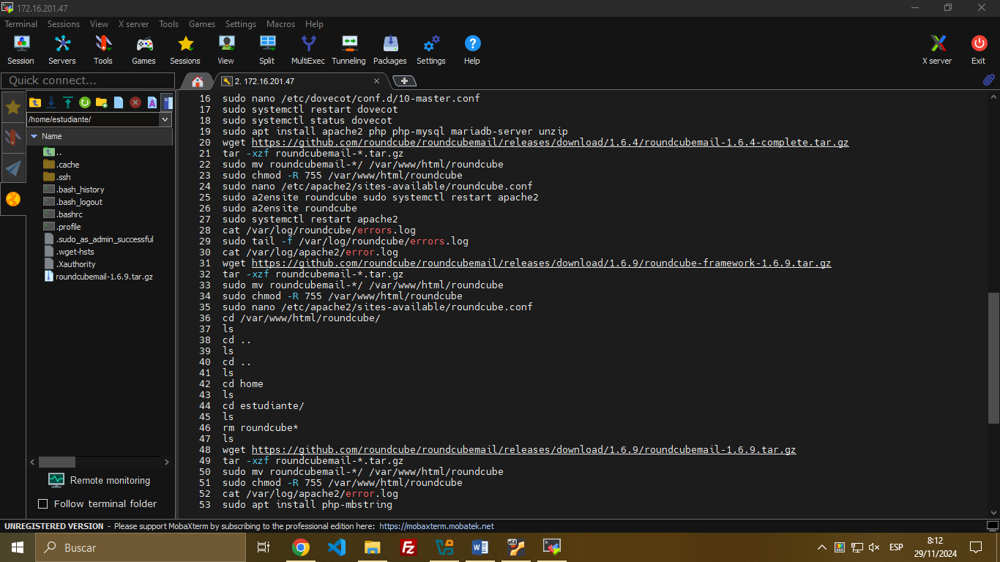 172.16.201.47
Terminal Sessions View X server Tools Games Settings Macros Help
Session Servers Tools Games Sessions View Split MultiExec Tunneling Packages Settings Help X server Exit
Quick connect...
2. 172.16.201.47
/home/estudiante/
Name
..
.cache
.ssh
.bash_history
.bash_logout
.bashrc
.profile
.sudo_as_admin_successful
.wget-hsts
.Xauthority
roundcubemail-1.6.9.tar.gz
Remote monitoring
Follow terminal folder
16 sudo nano /etc/dovecot/conf.d/10-master.conf
17 sudo systemctl restart dovecot
18 sudo systemctl status dovecot
19 sudo apt install apache2 php php-mysql mariadb-server unzip
20 wget https://github.com/roundcube/roundcubemail/releases/download/1.6.4/roundcubemail-1.6.4-complete.tar.gz
21 tar -xzf roundcubemail-*.tar.gz
22 sudo mv roundcubemail-*/ /var/www/html/roundcube
23 sudo chmod -R 755 /var/www/html/roundcube
24 sudo nano /etc/apache2/sites-available/roundcube.conf
25 sudo a2ensite roundcube sudo systemctl restart apache2
26 sudo a2ensite roundcube
27 sudo systemctl restart apache2
28 cat /var/log/roundcube/errors.log
29 sudo tail -f /var/log/roundcube/errors.log
30 cat /var/log/apache2/error.log
31 wget https://github.com/roundcube/roundcubemail/releases/download/1.6.9/roundcube-framework-1.6.9.tar.gz
32 tar -xzf roundcubemail-*.tar.gz
33 sudo mv roundcubemail-*/ /var/www/html/roundcube
34 sudo chmod -R 755 /var/www/html/roundcube
35 sudo nano /etc/apache2/sites-available/roundcube.conf
36 cd /var/www/html/roundcube/
37 ls
38 cd ..
39 ls
40 cd ..
41 ls
42 cd home
43 ls
44 cd estudiante/
45 ls
46 rm roundcube*
47 ls
48 wget https://github.com/roundcube/roundcubemail/releases/download/1.6.9/roundcubemail-1.6.9.tar.gz
49 tar -xzf roundcubemail-*.tar.gz
50 sudo mv roundcubemail-*/ /var/www/html/roundcube
51 sudo chmod -R 755 /var/www/html/roundcube
52 cat /var/log/apache2/error.log
53 sudo apt install php-mbstring
UNREGISTERED VERSION - Please support MobaXterm by subscribing to the professional edition here: https://mobaxterm.mobatek.net
Buscar
ESP
8:12
29/11/2024